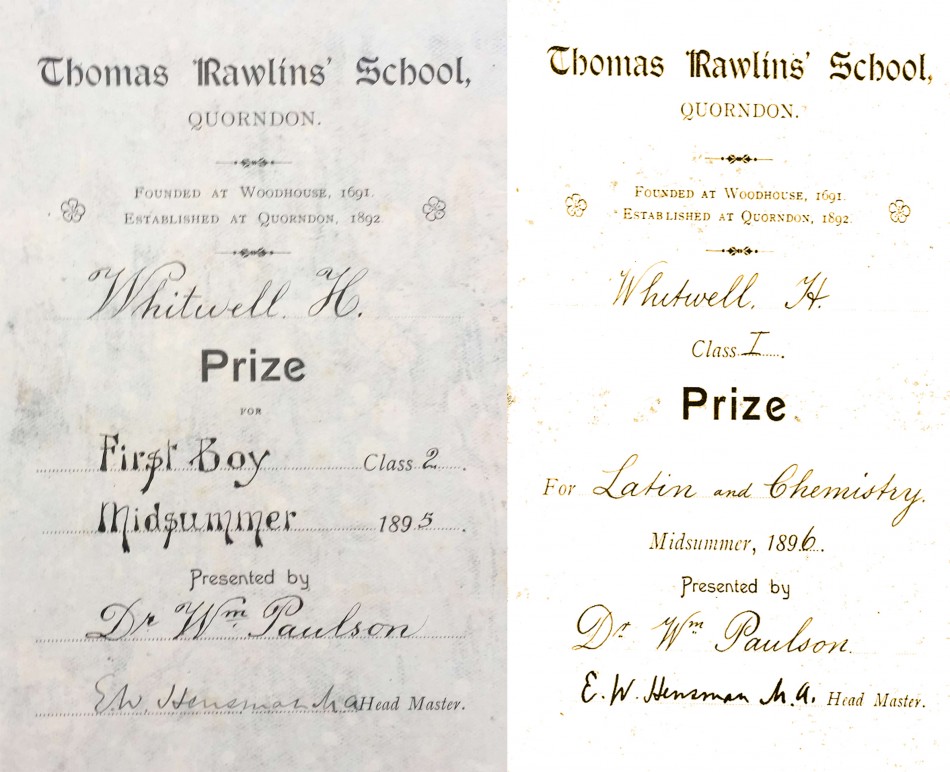 Thomas Rawlins' School,
QUORNDON.
FOUNDED AT WOODHOUSE, 1691.
ESTABLISHED AT QUORNDON, 1892
Whitwell. H.
Prize
FOR
First Boy Class 2.
Midsummer 1895.
Presented by
Dr Wm. Paulson
E.W. Hensman M.A Head Master.
Thomas Rawlins' School,
QUORNDON.
FOUNDED AT WOODHOUSE, 1691.
ESTABLISHED AT QUORNDON, 1892.
Whitwell. H.
Class I.
Prize
For Latin and Chemistry.
Midsummer, 1896.
Presented by
Dr Wm Paulson.
E. W. Hensman M.A. Head Master.